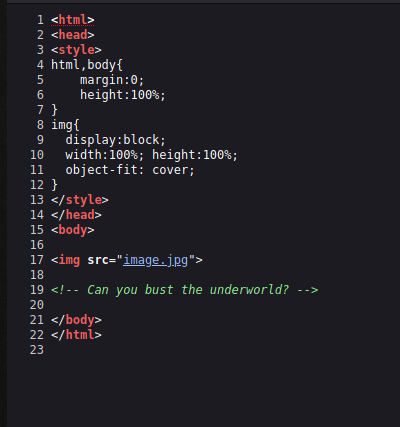 1 <html>
2 <head>
3 <style>
4 html,body{
5     margin:0;
6     height:100%;
7 }
8 img{
9   display:block;
10   width:100%; height:100%;
11   object-fit: cover;
12 }
13 </style>
14 </head>
15 <body>
16
17 <img src="image.jpg">
18
19 <!-- Can you bust the underworld? -->
20
21 </body>
22 </html>
23